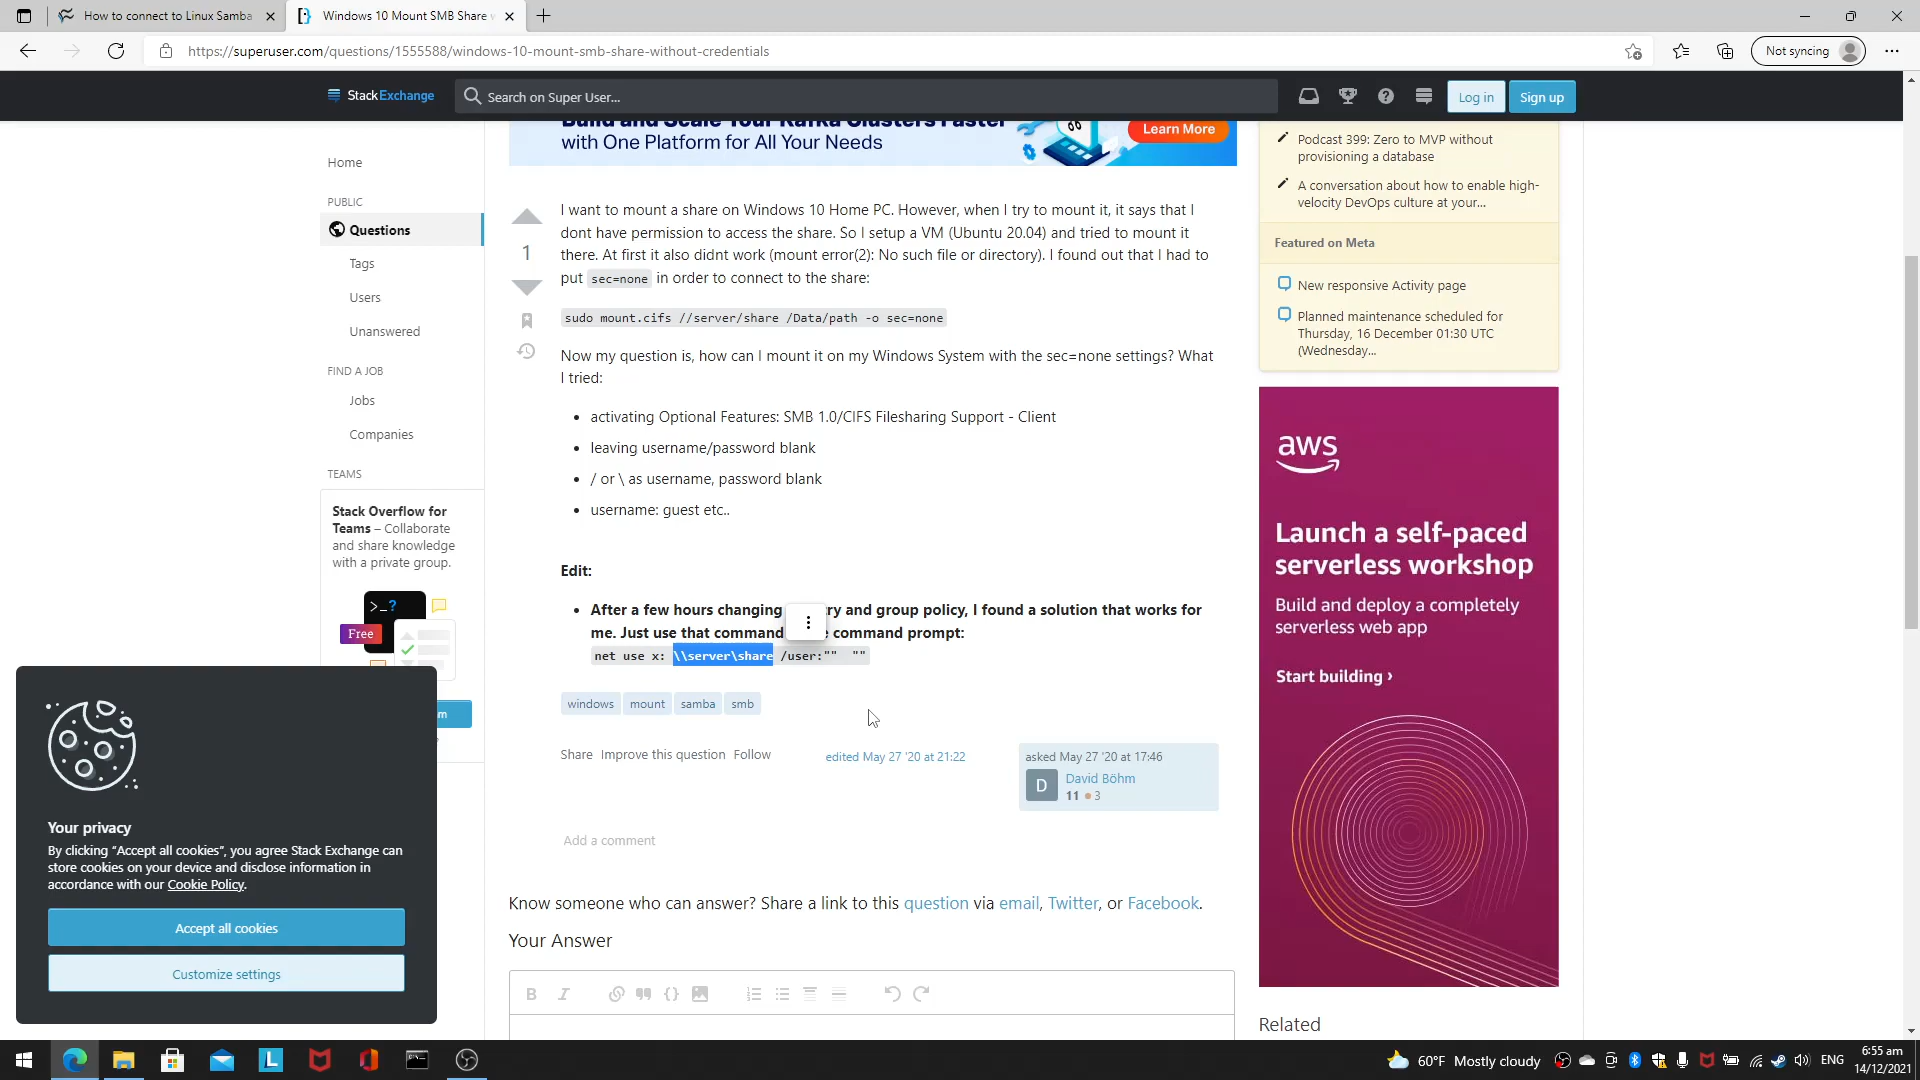 How to connect to Linux Samba
Windows 10 Mount SMB Share
https://superuser.com/questions/1555588/windows-10-mount-smb-share-without-credentials
Not syncing
StackExchange
Search on Super User...
Log in
Sign up
Build and Scale Your Kafka Clusters Faster
with One Platform for All Your Needs
Learn More
Home
PUBLIC
Questions
Tags
Users
Unanswered
FIND A JOB
Jobs
Companies
TEAMS
Stack Overflow for
Teams – Collaborate
and share knowledge
with a private group.
>_?
Free
1
I want to mount a share on Windows 10 Home PC. However, when I try to mount it, it says that I
dont have permission to access the share. So I setup a VM (Ubuntu 20.04) and tried to mount it
there. At first it also didnt work (mount error(2): No such file or directory). I found out that I had to
put sec=none in order to connect to the share:
sudo mount.cifs //server/share /Data/path -o sec=none
Now my question is, how can I mount it on my Windows System with the sec=none settings? What
I tried:
• activating Optional Features: SMB 1.0/CIFS Filesharing Support - Client
• leaving username/password blank
• / or \ as username, password blank
• username: guest etc..
Edit:
• After a few hours changing ry and group policy, I found a solution that works for
me. Just use that command command prompt:
net use x: \\server\share /user:"" ""
windows mount samba smb
Share Improve this question Follow
edited May 27 '20 at 21:22
asked May 27 '20 at 17:46
D
David Böhm
11 ● 3
Add a comment
Know someone who can answer? Share a link to this question via email, Twitter, or Facebook.
Your Answer
B I
Podcast 399: Zero to MVP without
provisioning a database
A conversation about how to enable high-
velocity DevOps culture at your...
Featured on Meta
New responsive Activity page
Planned maintenance scheduled for
Thursday, 16 December 01:30 UTC
(Wednesday...
aws
Launch a self-paced
serverless workshop
Build and deploy a completely
serverless web app
Start building ›
Related
Your privacy
By clicking “Accept all cookies”, you agree Stack Exchange can
store cookies on your device and disclose information in
accordance with our Cookie Policy.
Accept all cookies
Customize settings
L
60°F Mostly cloudy
ENG
6:55 am
14/12/2021